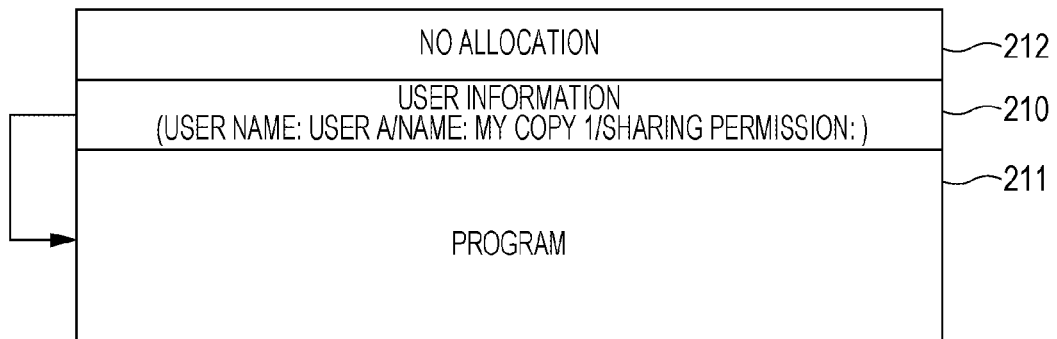 NO ALLOCATION
212
USER INFORMATION
210
(USER NAME: USER A/NAME: MY COPY 1/SHARING PERMISSION: )
211
PROGRAM